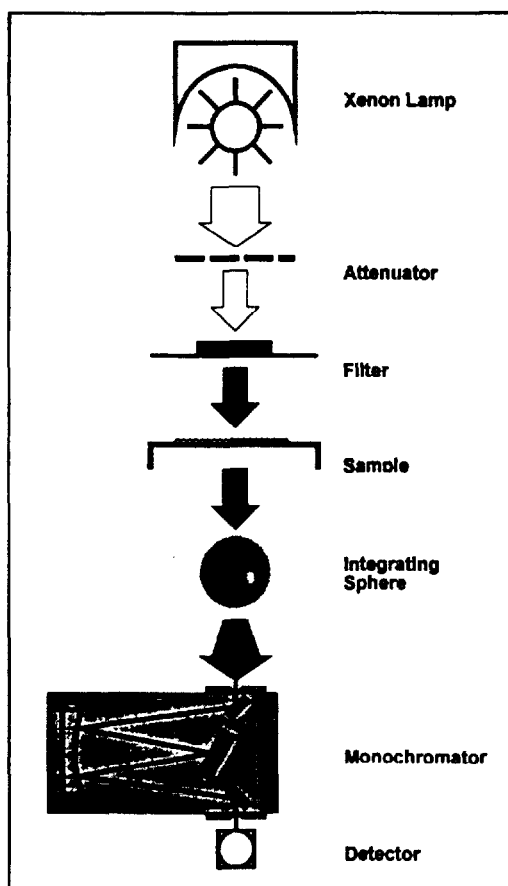 Xenon Lamp
Attenuator
Filter
Sample
Integrating
Sphere
Monochromator
Detector